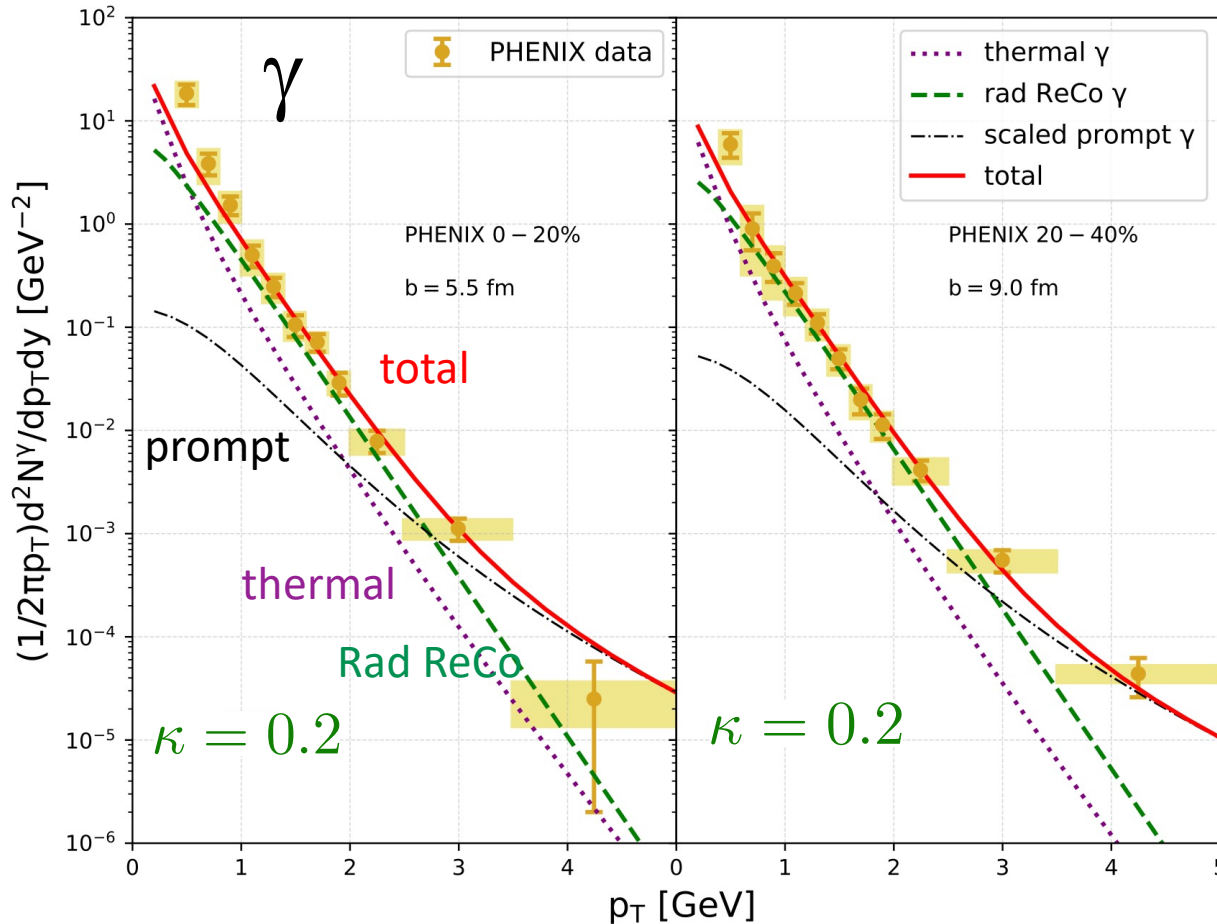 (1/2πp_T)d²N^γ/dp_Tdy [GeV⁻²]
10²
10¹
10⁰
10⁻¹
10⁻²
10⁻³
10⁻⁴
10⁻⁵
10⁻⁶
γ
PHENIX data
PHENIX 0 − 20%
b = 5.5 fm
total
prompt
thermal
Rad ReCo
κ = 0.2
0
1
2
3
4
thermal γ
rad ReCo γ
scaled prompt γ
total
PHENIX 20 − 40%
b = 9.0 fm
κ = 0.2
0
1
2
3
4
5
p_T [GeV]